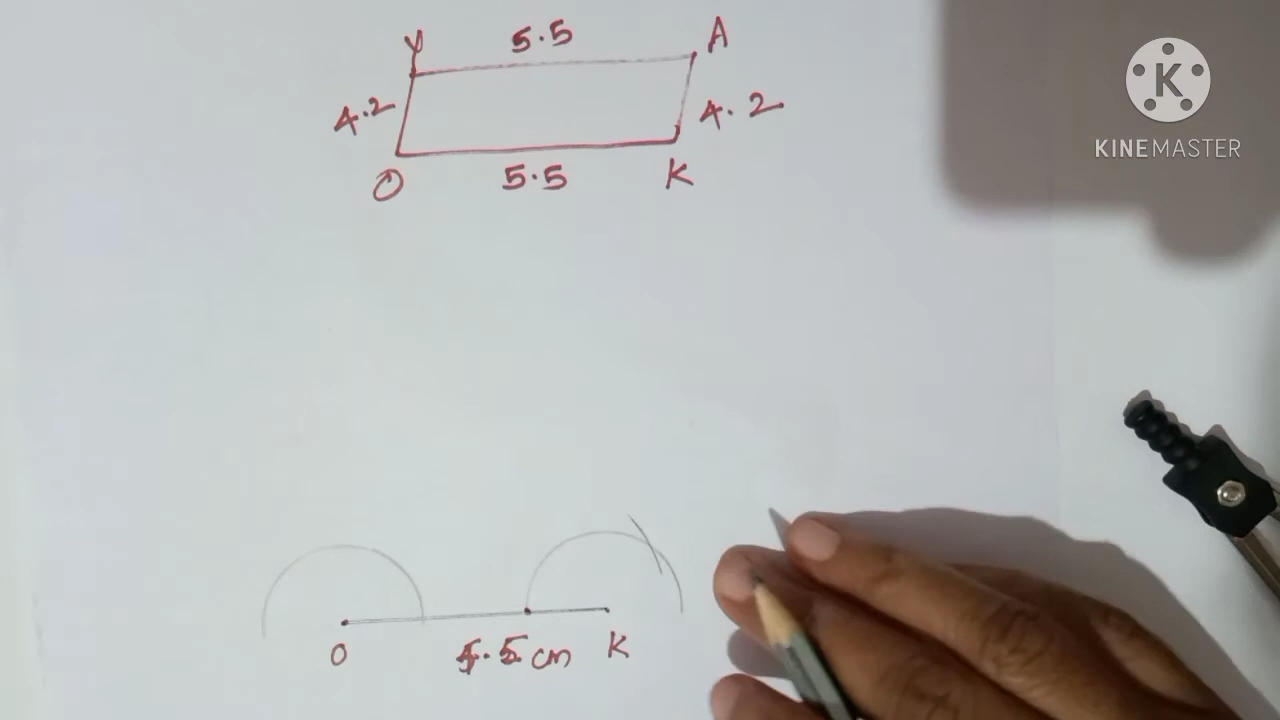 Y 5.5 A
4.2 4.2
O 5.5 K
K
KINEMASTER
O 5.5 cm K